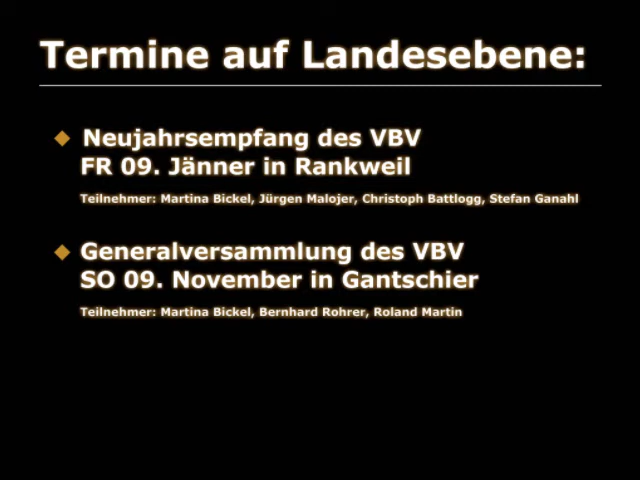 Termine auf Landesebene:
Neujahrsempfang des VBV
FR 09. Jänner in Rankweil
Teilnehmer: Martina Bickel, Jürgen Malojer, Christoph Battlogg, Stefan Ganahl
Generalversammlung des VBV
SO 09. November in Gantschier
Teilnehmer: Martina Bickel, Bernhard Rohrer, Roland Martin